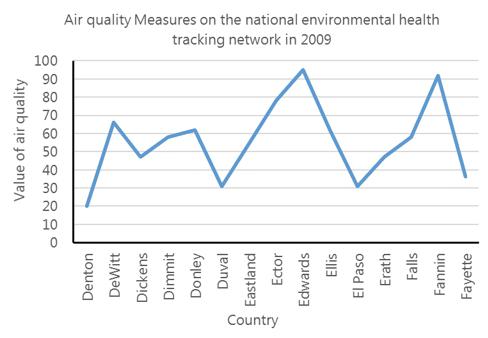 Air quality Measures on the national environmental health
tracking network in 2009
Value of air quality
100
90
80
70
60
50
40
30
20
10
0
Denton
DeWitt
Dickens
Dimmit
Donley
Duval
Eastland
Ector
Edwards
Ellis
El Paso
Erath
Falls
Fannin
Fayette
Country